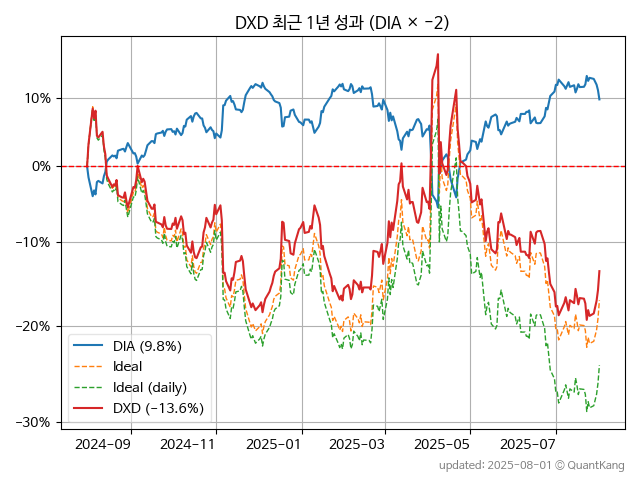 DXD 최근 1년 성과 (DIA × −2)
10%
0%
−10%
−20%
−30%
DIA (9.8%)
Ideal
Ideal (daily)
DXD (−13.6%)
2024−09
2024−11
2025−01
2025−03
2025−05
2025−07
updated: 2025-08-01 © QuantKang